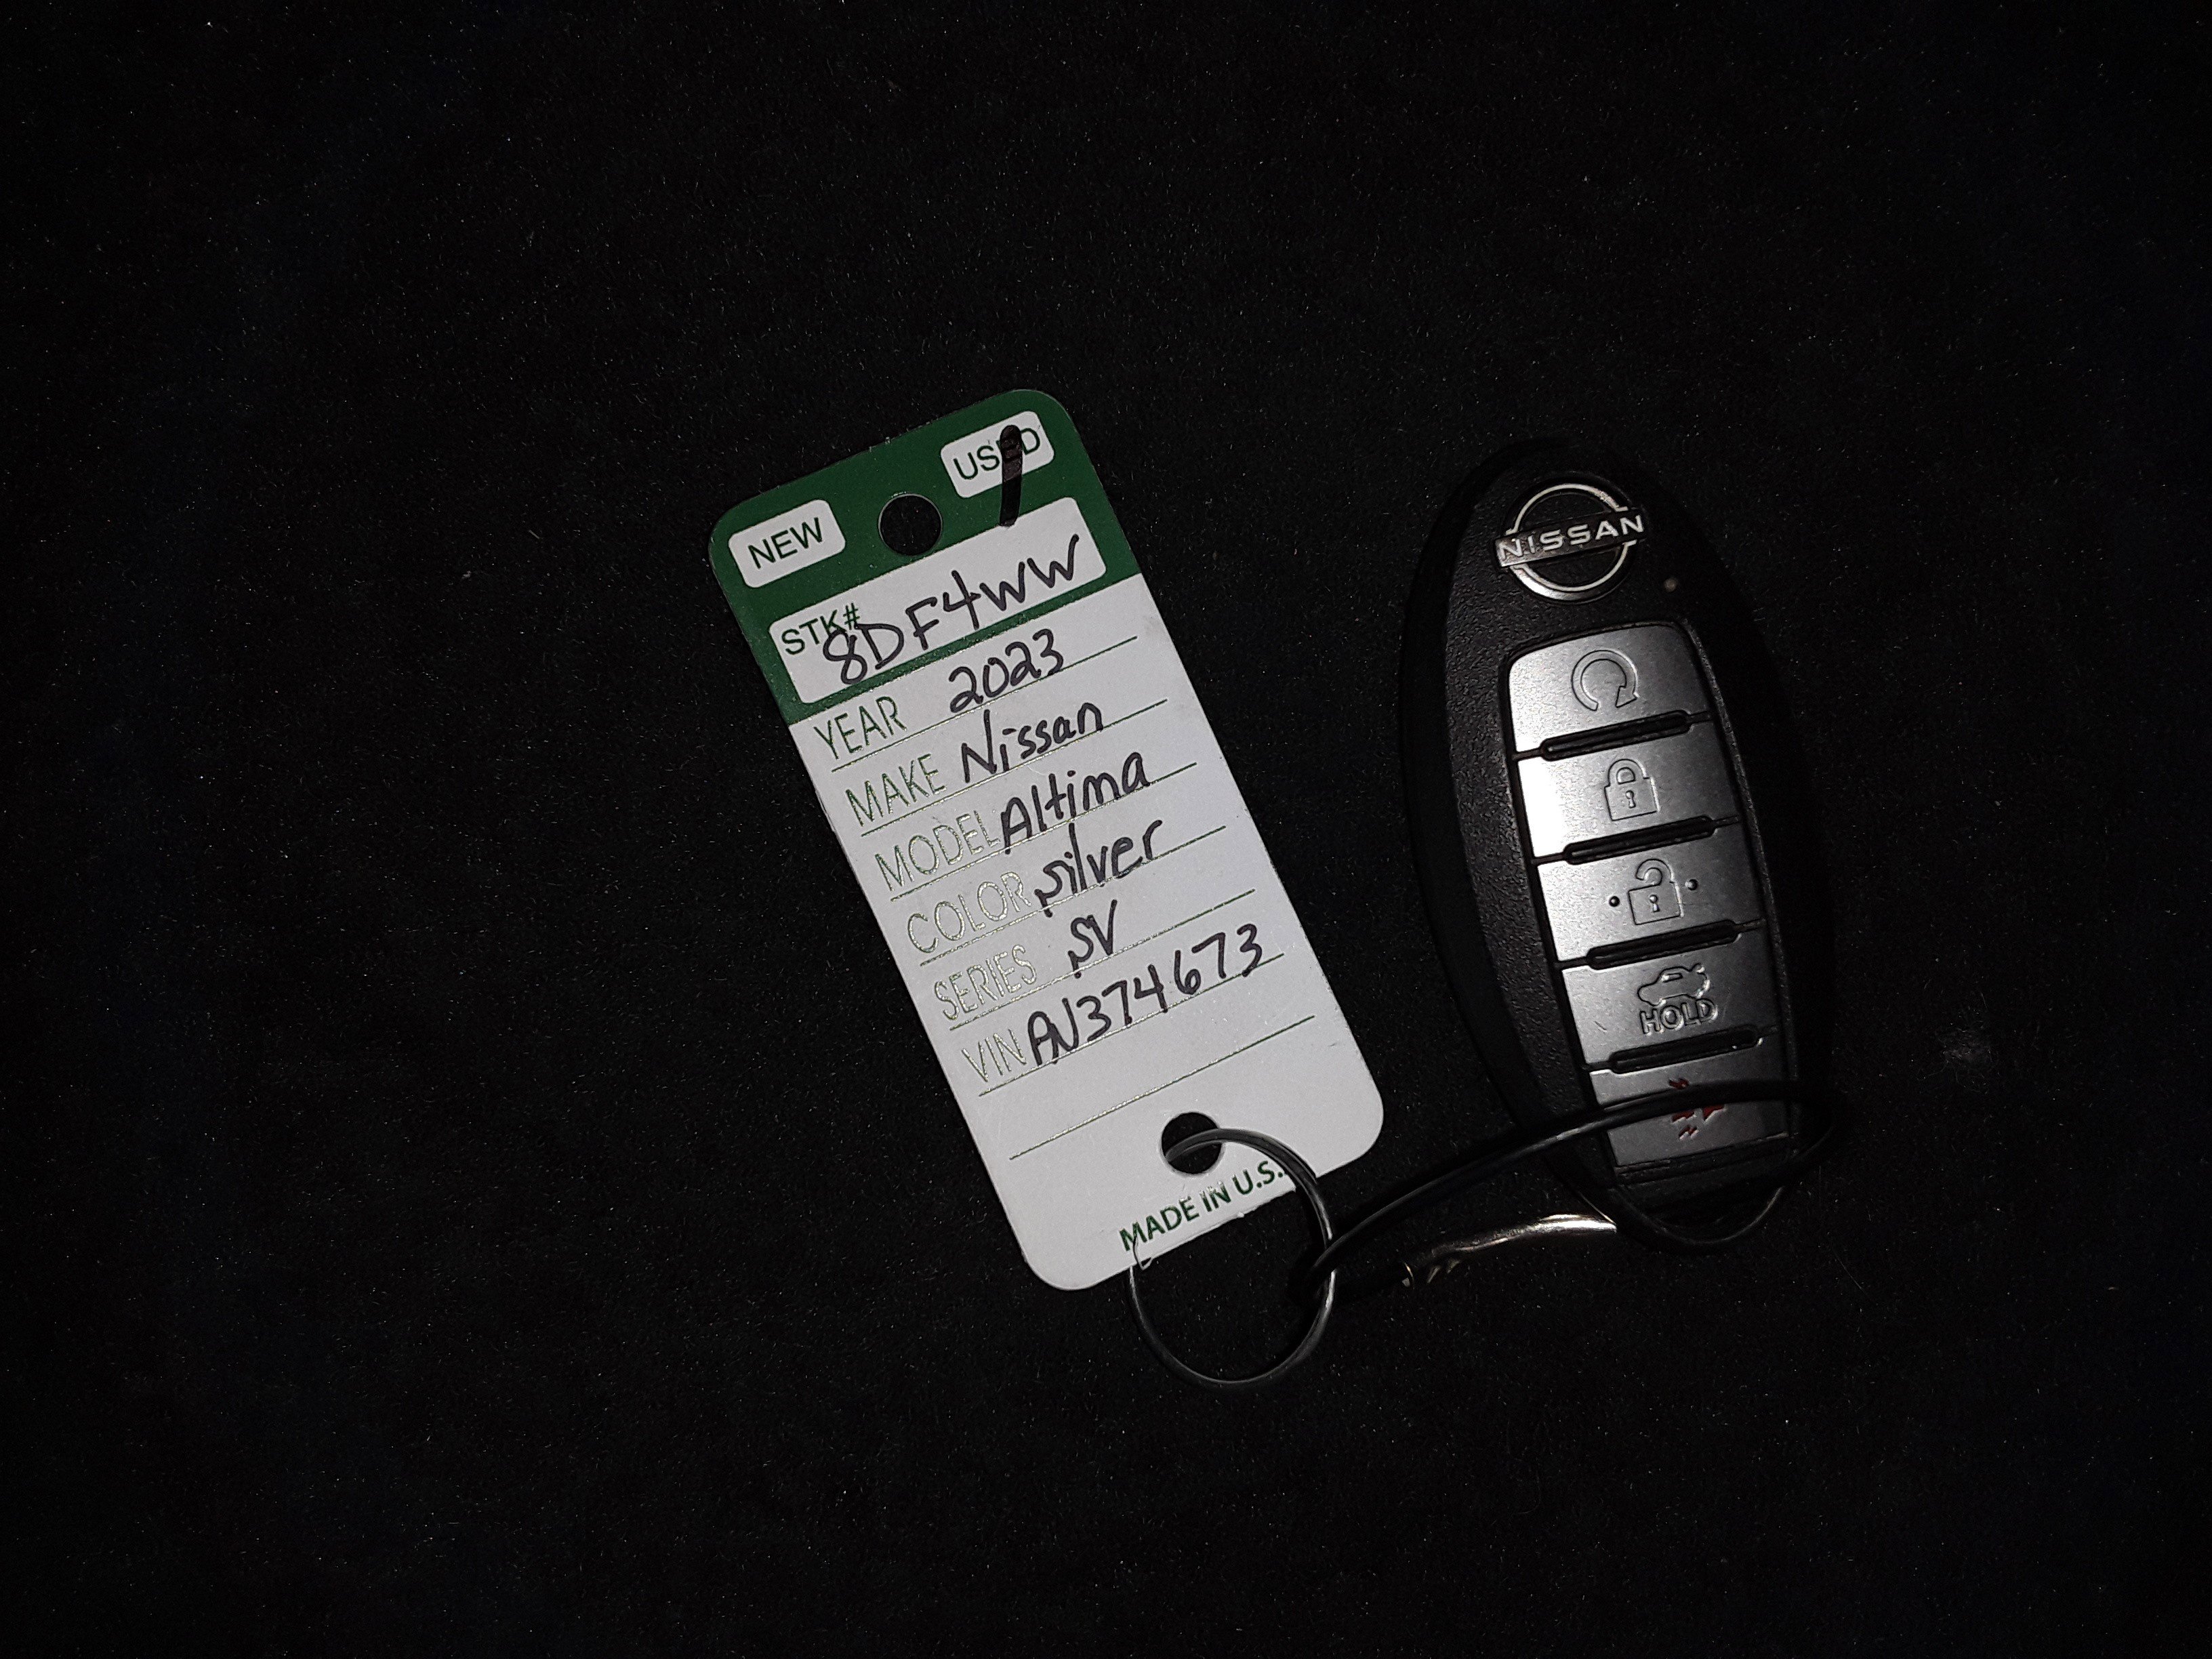 NEW USED
STK# 8DF4WW
YEAR 2023
MAKE Nissan
MODEL Altima
COLOR Silver
SERIES SV
VIN PN374673
MADE IN U.S.
NISSAN
HOLD